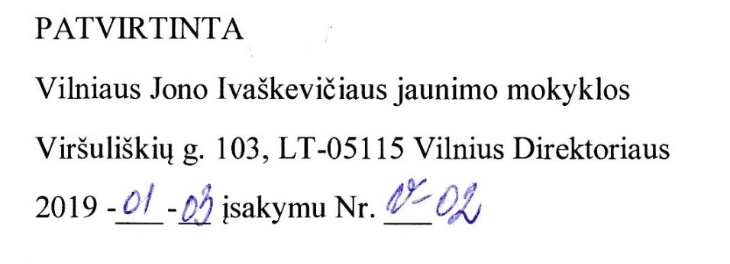 PATVIRTINTA
Vilniaus Jono Ivaškevičiaus jaunimo mokyklos
Viršuliškių g. 103, LT-05115 Vilnius Direktoriaus
2019 -01 -03 įsakymu Nr. V-02